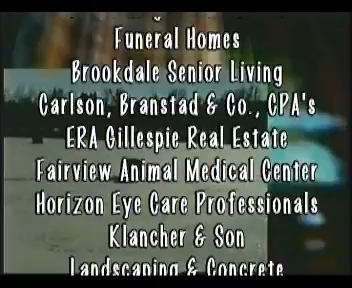 Funeral Homes
Brookdale Senior Living
Carlson, Branstad & Co., CPA's
ERA Gillespie Real Estate
Fairview Animal Medical Center
Horizon Eye Care Professionals
Klancher & Son
Landscaping & Concrete